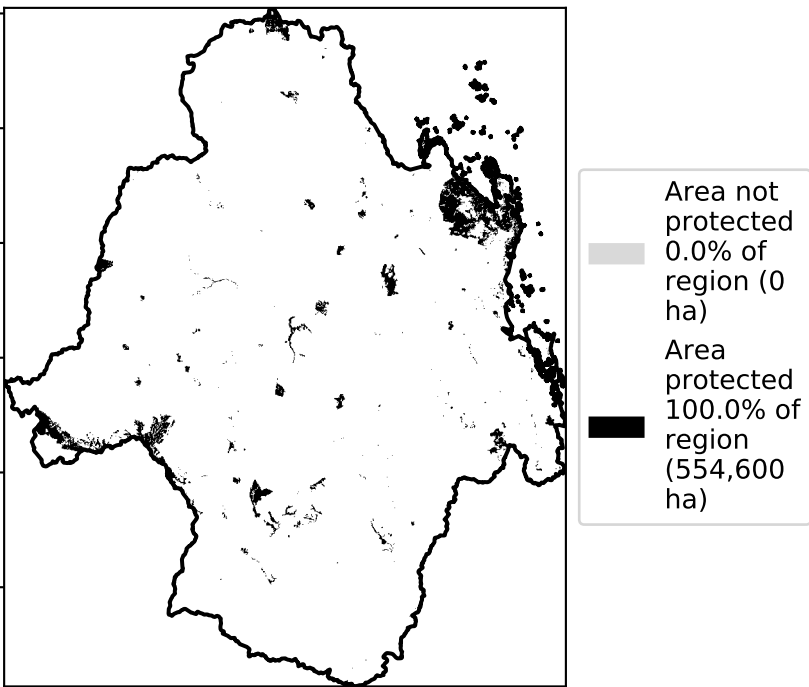 Area not
protected
0.0% of
region (0
ha)
Area
protected
100.0% of
region
(554,600
ha)